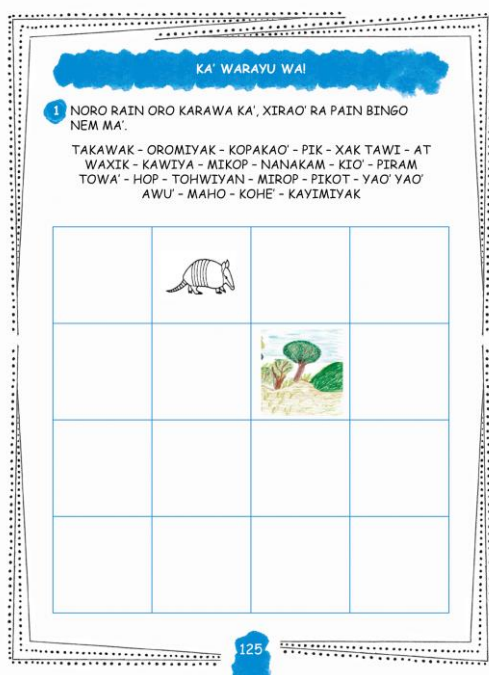 KA' WARAYU WA!
1 NORO RAIN ORO KARAWA KA', XIRAO' RA PAIN BINGO
NEM MA'.
TAKAWAK – OROMIYAK – KOPAKAO' – PIK – XAK TAWI – AT
WAXIK – KAWIYA – MIKOP – NANAKAM – KIO' – PIRAM
TOWA' – HOP – TOHWIYAN – MIROP – PIKOT – YAO' YAO'
AWU' – MAHO – KOHE' – KAYIMIYAK
125